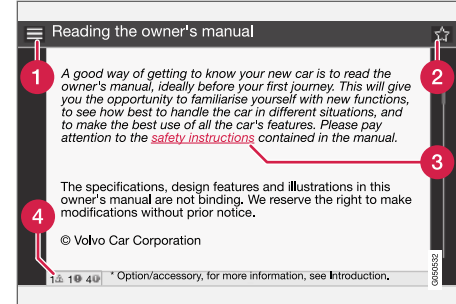 Reading the owner's manual
1
2
A good way of getting to know your new car is to read the
owner's manual, ideally before your first journey. This will give
you the opportunity to familiarise yourself with new functions,
to see how best to handle the car in different situations, and
to make the best use of all the car's features. Please pay
attention to the safety instructions contained in the manual.
3
The specifications, design features and illustrations in this
owner's manual are not binding. We reserve the right to make
modifications without prior notice.
4
© Volvo Car Corporation
1 1 4 * Option/accessory, for more information, see Introduction.
G050532